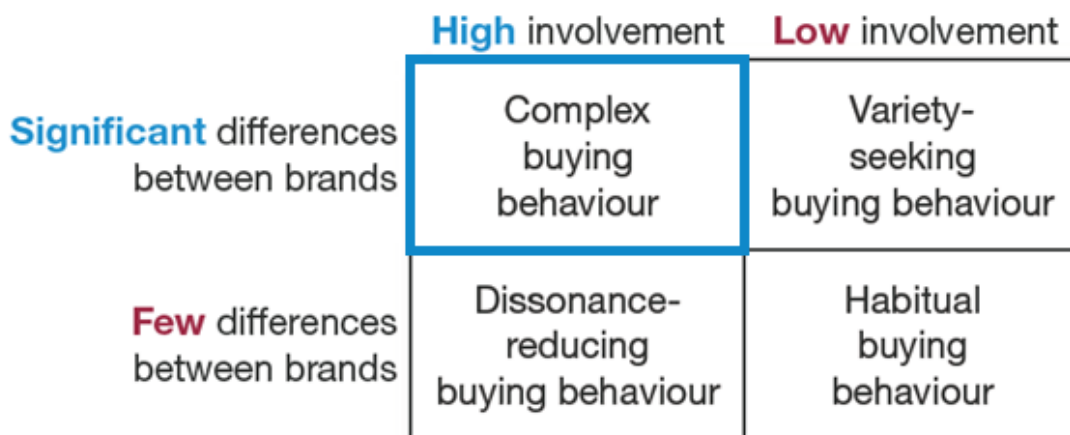 High involvement
Low involvement
Significant differences
between brands
Complex
buying
behaviour
Variety-
seeking
buying behaviour
Few differences
between brands
Dissonance-
reducing
buying behaviour
Habitual
buying
behaviour